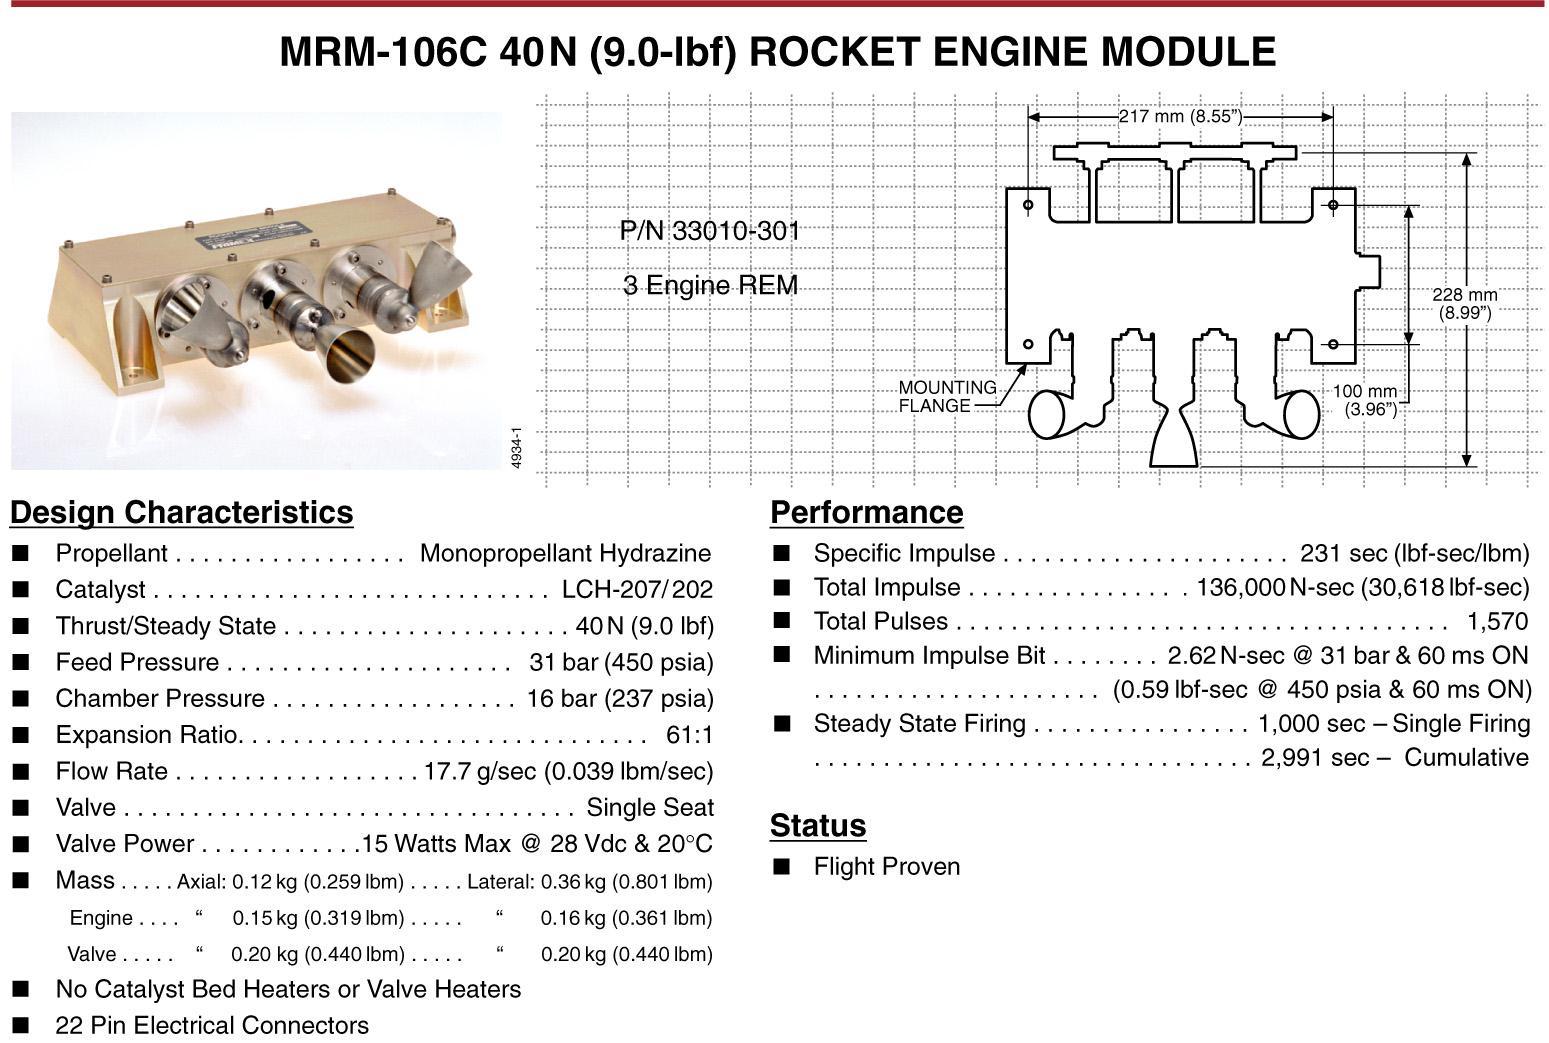 MRM-106C 40N (9.0-lbf) ROCKET ENGINE MODULE
217 mm (8.55”)
P/N 33010-301
3 Engine REM
228 mm
(8.99”)
MOUNTING
FLANGE
100 mm
(3.96”)
4934-1
Design Characteristics
■ Propellant . . . . . . . . . . . . . . . . . Monopropellant Hydrazine
■ Catalyst . . . . . . . . . . . . . . . . . . . . . . . . . . . . . LCH-207/202
■ Thrust/Steady State . . . . . . . . . . . . . . . . . . . . . 40N (9.0 lbf)
■ Feed Pressure . . . . . . . . . . . . . . . . . . . . . 31 bar (450 psia)
■ Chamber Pressure . . . . . . . . . . . . . . . . . . 16 bar (237 psia)
■ Expansion Ratio. . . . . . . . . . . . . . . . . . . . . . . . . . . . . . 61:1
■ Flow Rate . . . . . . . . . . . . . . . . . . 17.7 g/sec (0.039 lbm/sec)
■ Valve . . . . . . . . . . . . . . . . . . . . . . . . . . . . . . . . . Single Seat
■ Valve Power . . . . . . . . . . . .15 Watts Max @ 28 Vdc & 20°C
■ Mass . . . . . Axial: 0.12 kg (0.259 lbm) . . . . . Lateral: 0.36 kg (0.801 lbm)
Engine . . . . “ 0.15 kg (0.319 lbm) . . . . . “ 0.16 kg (0.361 lbm)
Valve . . . . . “ 0.20 kg (0.440 lbm) . . . . . “ 0.20 kg (0.440 lbm)
■ No Catalyst Bed Heaters or Valve Heaters
■ 22 Pin Electrical Connectors
Performance
■ Specific Impulse . . . . . . . . . . . . . . . . . . . . . 231 sec (lbf-sec/lbm)
■ Total Impulse . . . . . . . . . . . . . . . . 136,000 N-sec (30,618 lbf-sec)
■ Total Pulses . . . . . . . . . . . . . . . . . . . . . . . . . . . . . . . . . . . . 1,570
■ Minimum Impulse Bit . . . . . . . . 2.62 N-sec @ 31 bar & 60 ms ON
. . . . . . . . . . . . . . . . . . . . . (0.59 lbf-sec @ 450 psia & 60 ms ON)
■ Steady State Firing . . . . . . . . . . . . . . . . 1,000 sec – Single Firing
. . . . . . . . . . . . . . . . . . . . . . . . . . . . . . . . 2,991 sec – Cumulative
Status
■ Flight Proven